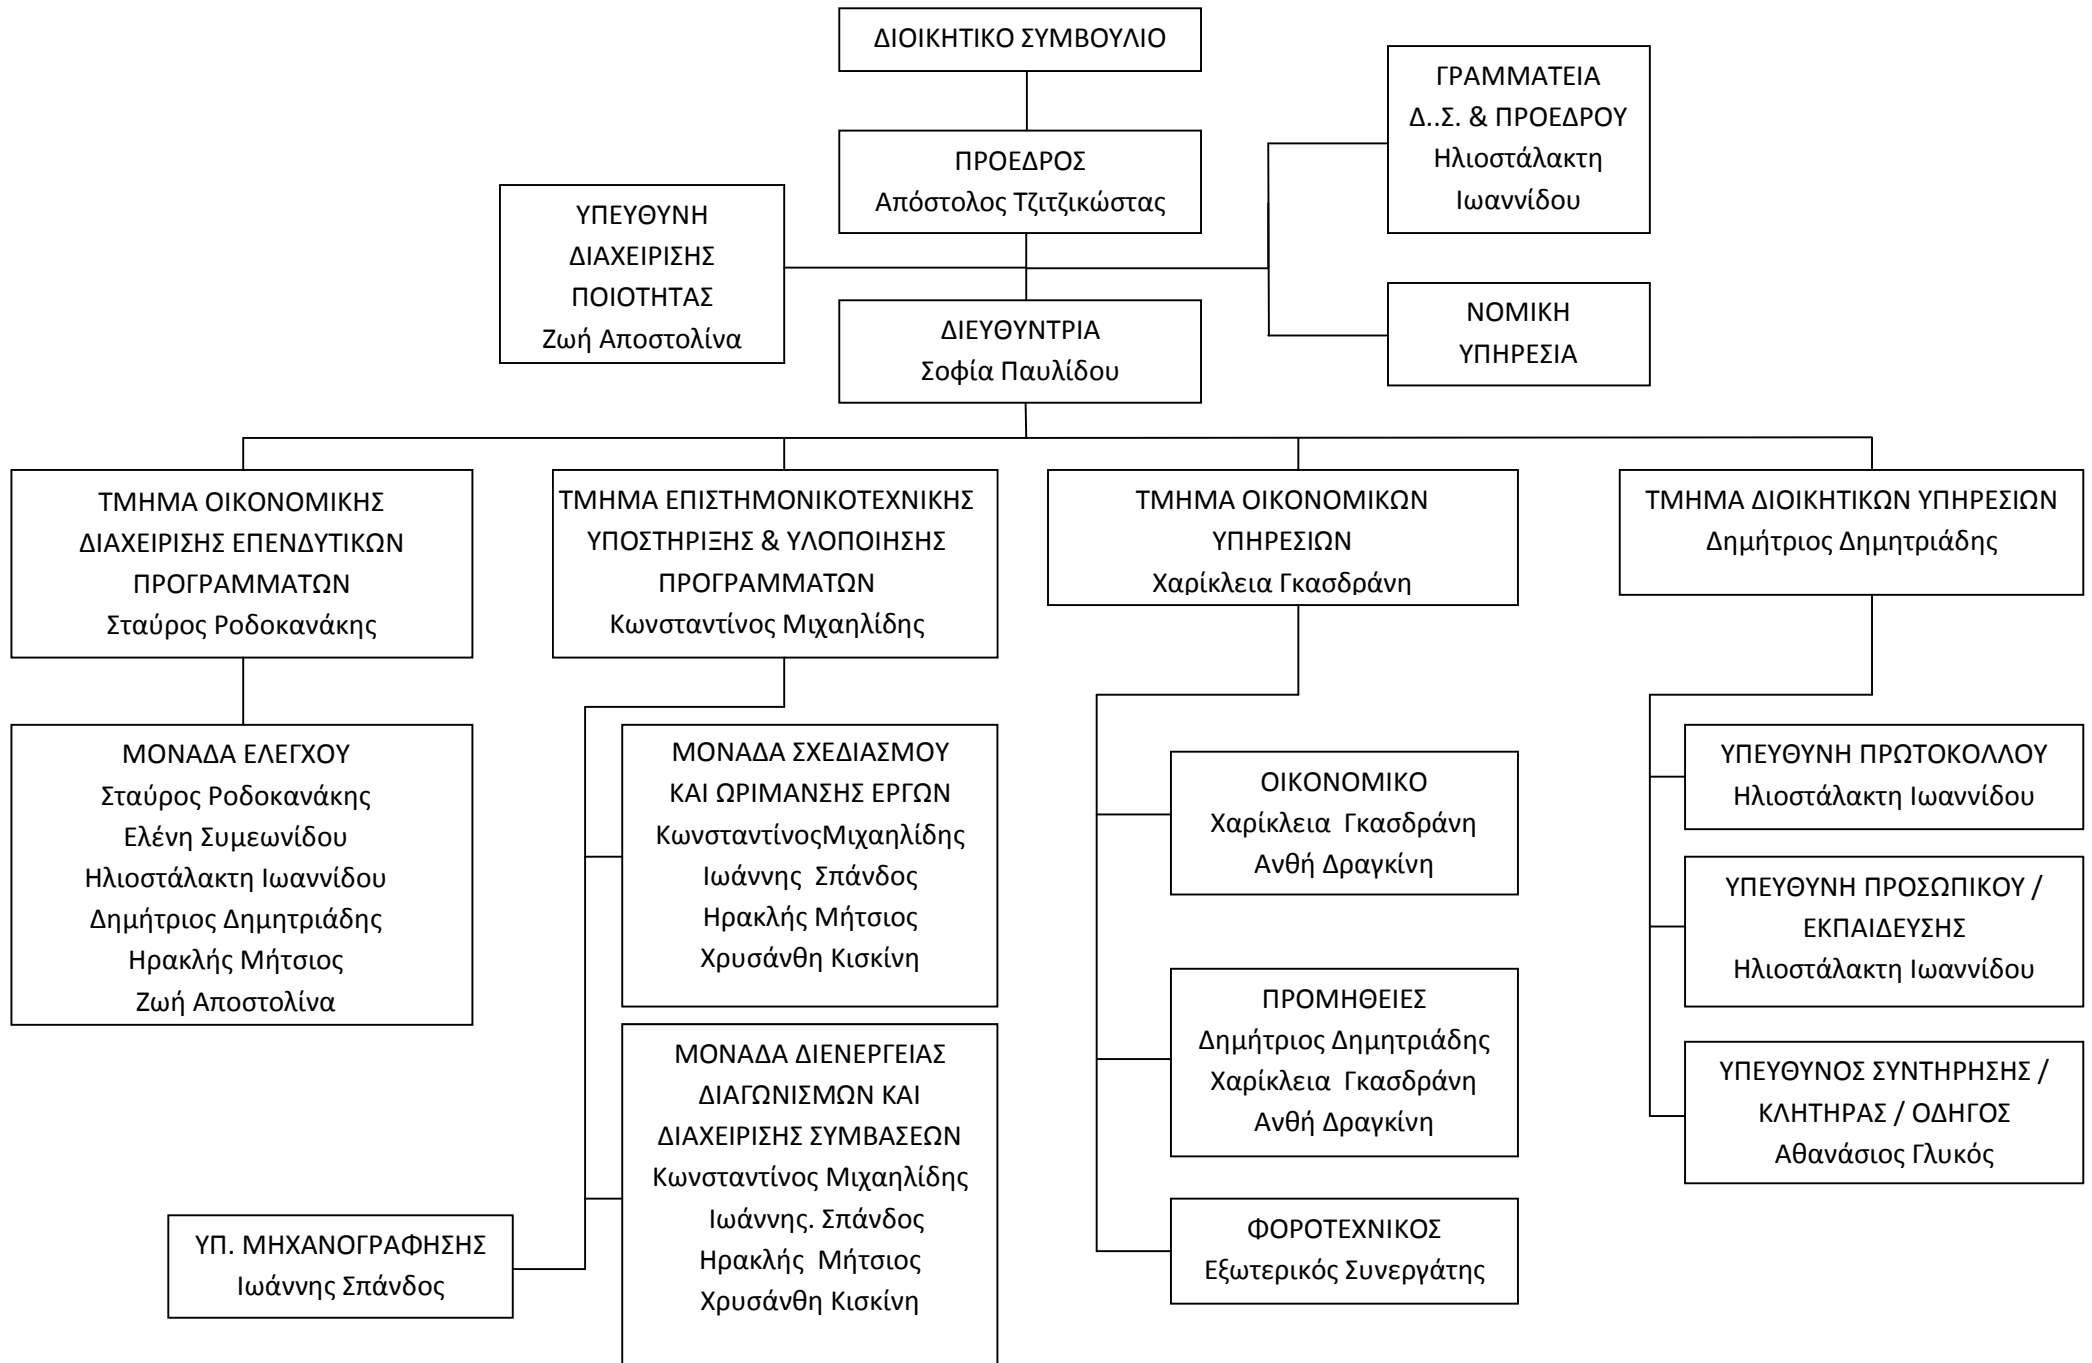 ΔΙΟΙΚΗΤΙΚΟ ΣΥΜΒΟΥΛΙΟ
ΓΡΑΜΜΑΤΕΙΑ
Δ..Σ. & ΠΡΟΕΔΡΟΥ
Ηλιοστάλακτη
Ιωαννίδου
ΠΡΟΕΔΡΟΣ
Απόστολος Τζιτζικώστας
ΥΠΕΥΘΥΝΗ
ΔΙΑΧΕΙΡΙΣΗΣ
ΠΟΙΟΤΗΤΑΣ
Ζωή Αποστολίνα
ΔΙΕΥΘΥΝΤΡΙΑ
Σοφία Παυλίδου
ΝΟΜΙΚΗ
ΥΠΗΡΕΣΙΑ
ΤΜΗΜΑ ΟΙΚΟΝΟΜΙΚΗΣ
ΔΙΑΧΕΙΡΙΣΗΣ ΕΠΕΝΔΥΤΙΚΩΝ
ΠΡΟΓΡΑΜΜΑΤΩΝ
Σταύρος Ροδοκανάκης
ΤΜΗΜΑ ΕΠΙΣΤΗΜΟΝΙΚΟΤΕΧΝΙΚΗΣ
ΥΠΟΣΤΗΡΙΞΗΣ & ΥΛΟΠΟΙΗΣΗΣ
ΠΡΟΓΡΑΜΜΑΤΩΝ
Κωνσταντίνος Μιχαηλίδης
ΤΜΗΜΑ ΟΙΚΟΝΟΜΙΚΩΝ
ΥΠΗΡΕΣΙΩΝ
Χαρίκλεια Γκασδράνη
ΤΜΗΜΑ ΔΙΟΙΚΗΤΙΚΩΝ ΥΠΗΡΕΣΙΩΝ
Δημήτριος Δημητριάδης
ΜΟΝΑΔΑ ΕΛΕΓΧΟΥ
Σταύρος Ροδοκανάκης
Ελένη Συμεωνίδου
Ηλιοστάλακτη Ιωαννίδου
Δημήτριος Δημητριάδης
Ηρακλής Μήτσιος
Ζωή Αποστολίνα
ΜΟΝΑΔΑ ΣΧΕΔΙΑΣΜΟΥ
ΚΑΙ ΩΡΙΜΑΝΣΗΣ ΕΡΓΩΝ
ΚωνσταντίνοςΜιχαηλίδης
Ιωάννης  Σπάνδος
Ηρακλής Μήτσιος
Χρυσάνθη Κισκίνη
ΜΟΝΑΔΑ ΔΙΕΝΕΡΓΕΙΑΣ
ΔΙΑΓΩΝΙΣΜΩΝ ΚΑΙ
ΔΙΑΧΕΙΡΙΣΗΣ ΣΥΜΒΑΣΕΩΝ
Κωνσταντίνος Μιχαηλίδης
Ιωάννης. Σπάνδος
Ηρακλής  Μήτσιος
Χρυσάνθη Κισκίνη
ΥΠ. ΜΗΧΑΝΟΓΡΑΦΗΣΗΣ
Ιωάννης Σπάνδος
ΟΙΚΟΝΟΜΙΚΟ
Χαρίκλεια  Γκασδράνη
Ανθή Δραγκίνη
ΠΡΟΜΗΘΕΙΕΣ
Δημήτριος Δημητριάδης
Χαρίκλεια  Γκασδράνη
Ανθή Δραγκίνη
ΦΟΡΟΤΕΧΝΙΚΟΣ
Εξωτερικός Συνεργάτης
ΥΠΕΥΘΥΝΗ ΠΡΩΤΟΚΟΛΛΟΥ
Ηλιοστάλακτη Ιωαννίδου
ΥΠΕΥΘΥΝΗ ΠΡΟΣΩΠΙΚΟΥ /
ΕΚΠΑΙΔΕΥΣΗΣ
Ηλιοστάλακτη Ιωαννίδου
ΥΠΕΥΘΥΝΟΣ ΣΥΝΤΗΡΗΣΗΣ /
ΚΛΗΤΗΡΑΣ / ΟΔΗΓΟΣ
Αθανάσιος Γλυκός